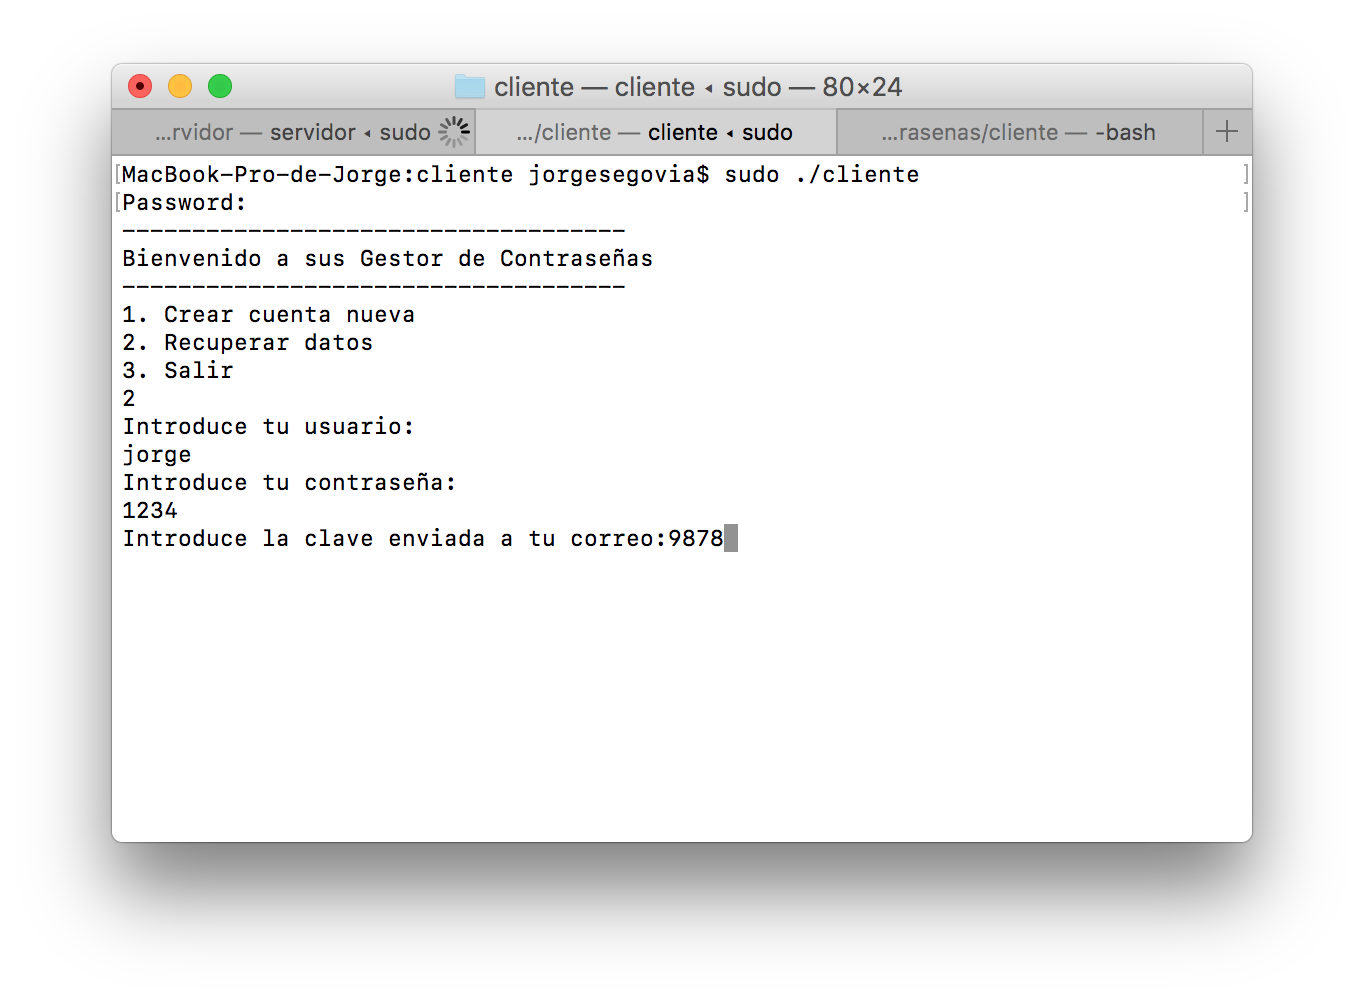 cliente — cliente ◂ sudo — 80×24
...rvidor — servidor ◂ sudo
.../cliente — cliente ◂ sudo
...rasenas/cliente — -bash
[MacBook-Pro-de-Jorge:cliente jorgesegovia$ sudo ./cliente ]
[Password: ]
------------------------------------
Bienvenido a sus Gestor de Contraseñas
------------------------------------
1. Crear cuenta nueva
2. Recuperar datos
3. Salir
2
Introduce tu usuario:
jorge
Introduce tu contraseña:
1234
Introduce la clave enviada a tu correo:9878